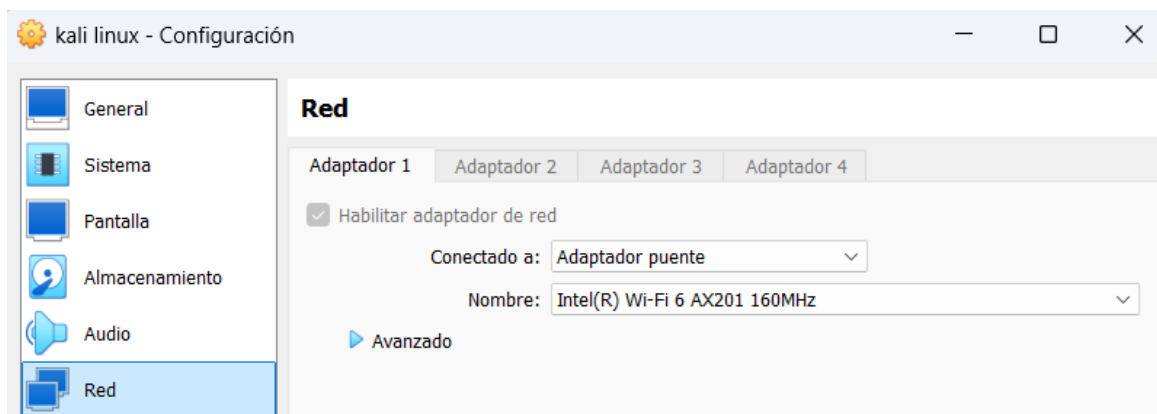 kali linux - Configuración
General
Sistema
Pantalla
Almacenamiento
Audio
Red
Red
Adaptador 1 Adaptador 2 Adaptador 3 Adaptador 4
Habilitar adaptador de red
Conectado a: Adaptador puente
Nombre: Intel(R) Wi-Fi 6 AX201 160MHz
Avanzado